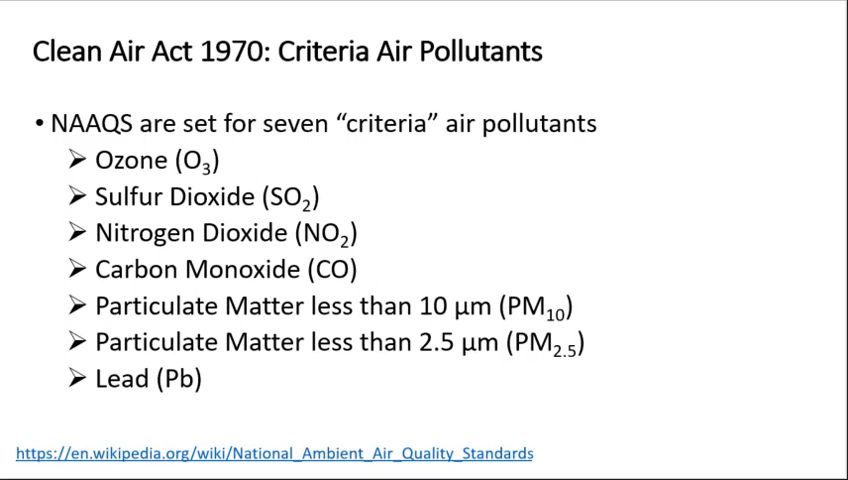 Clean Air Act 1970: Criteria Air Pollutants
• NAAQS are set for seven “criteria” air pollutants
➢ Ozone (O₃)
➢ Sulfur Dioxide (SO₂)
➢ Nitrogen Dioxide (NO₂)
➢ Carbon Monoxide (CO)
➢ Particulate Matter less than 10 µm (PM₁₀)
➢ Particulate Matter less than 2.5 µm (PM₂.₅)
➢ Lead (Pb)
https://en.wikipedia.org/wiki/National_Ambient_Air_Quality_Standards